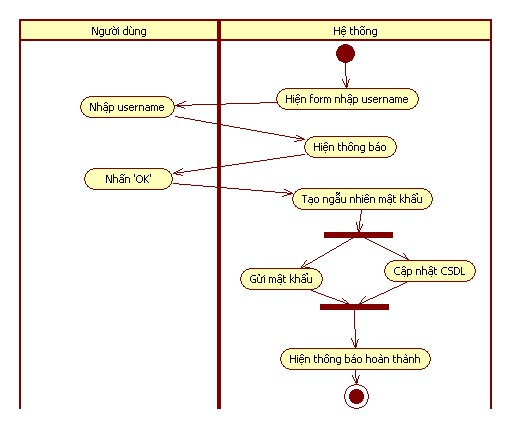 Người dùng
Hệ thống
Hiện form nhập username
Nhập username
Hiện thông báo
Nhấn 'OK'
Tạo ngẫu nhiên mật khẩu
Gửi mật khẩu
Cập nhật CSDL
Hiện thông báo hoàn thành